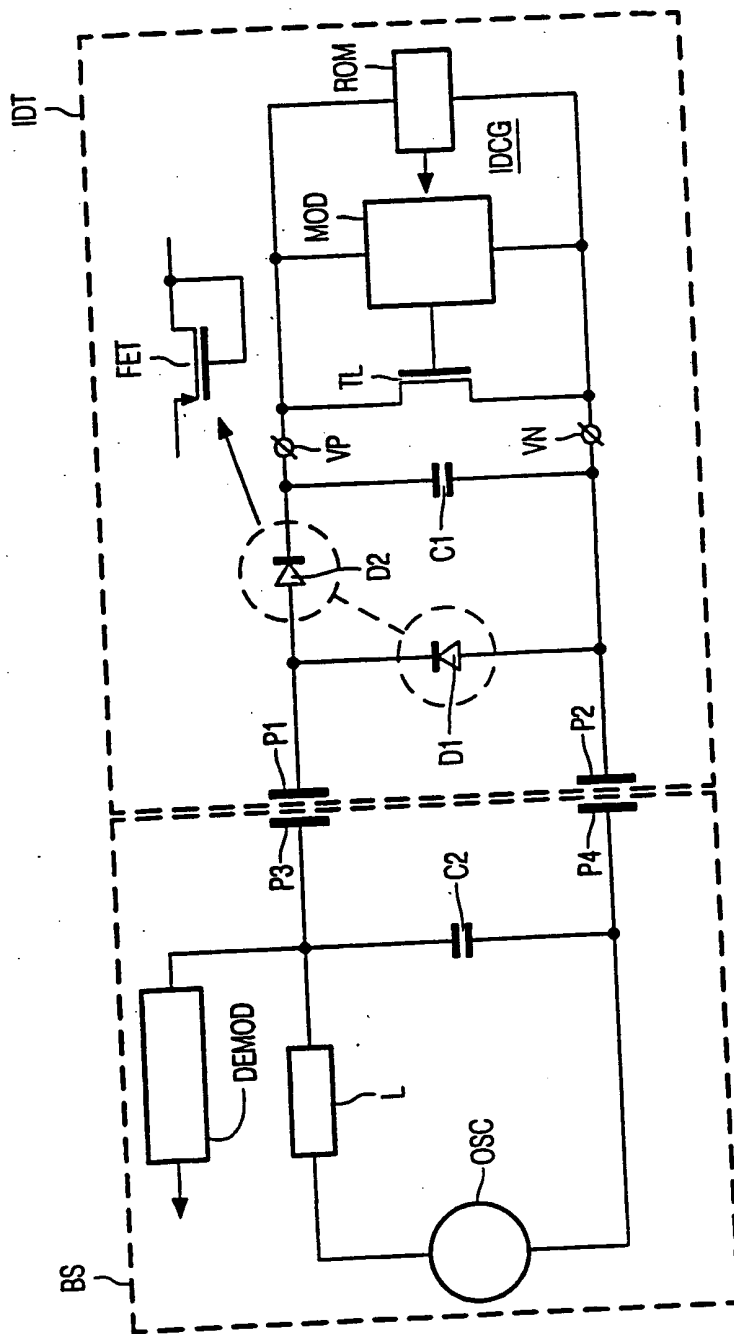 IDT
ROM
IDCG
MOD
FET
TL
VP
VN
C1
D2
D1
P1
P2
P3
P4
C2
DEMOD
L
OSC
BS